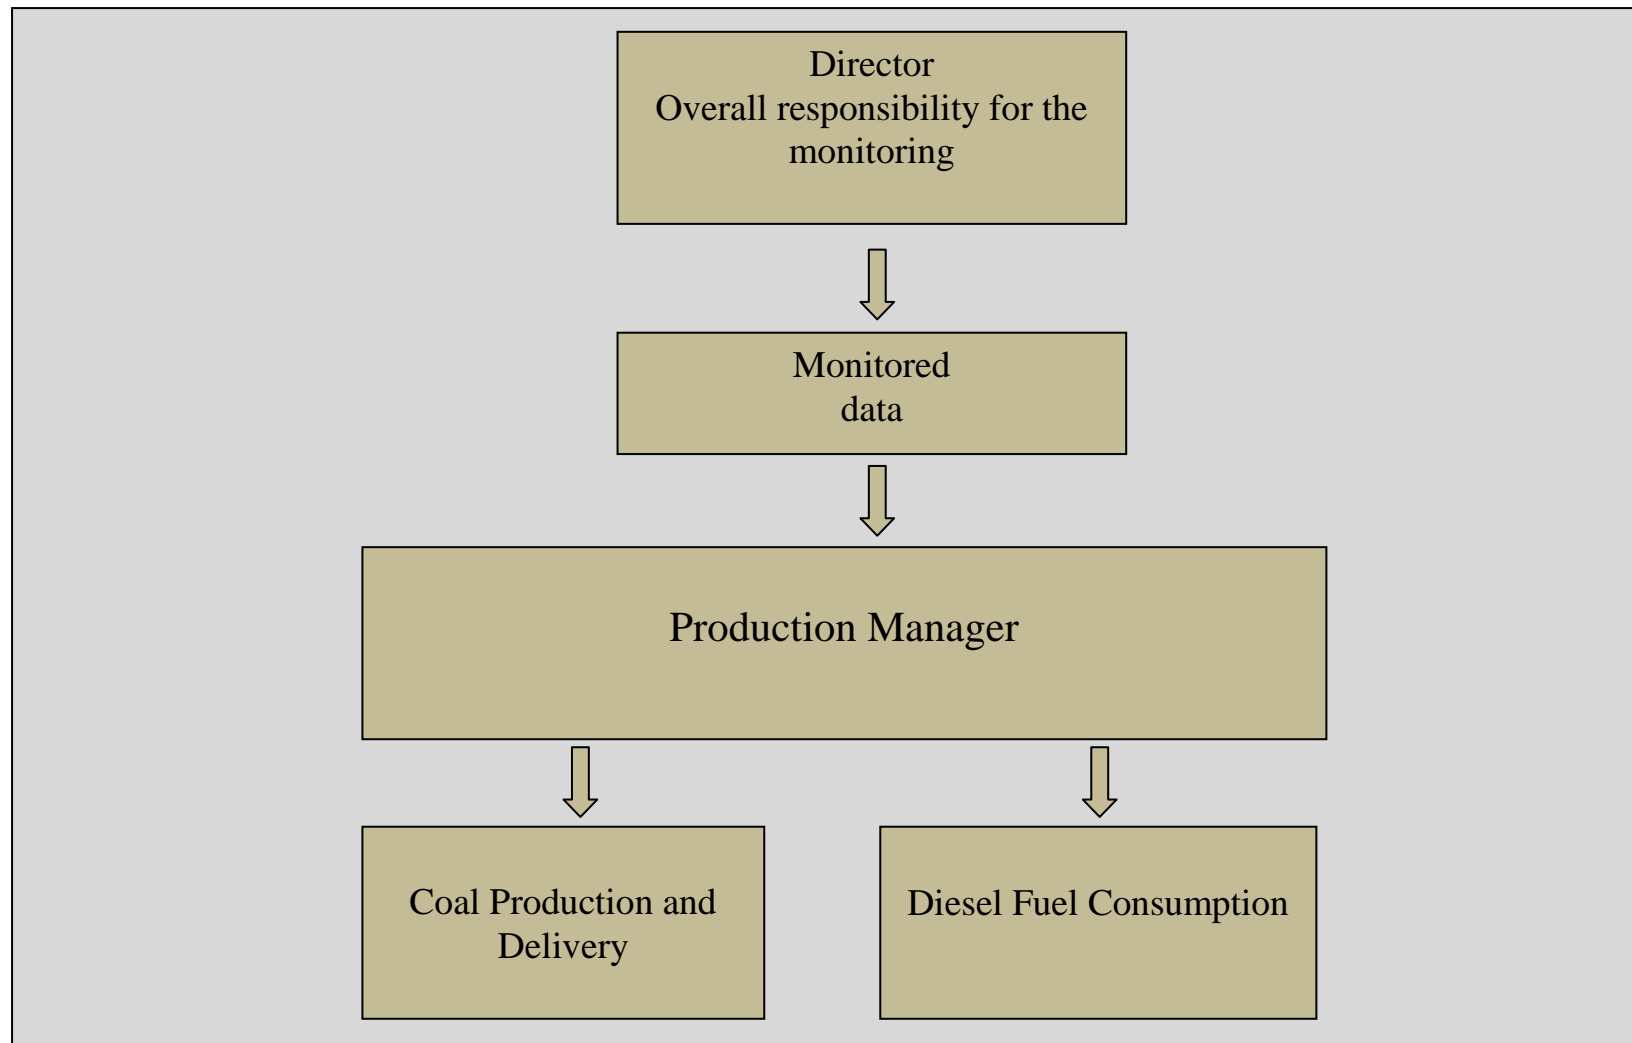 Director
Overall responsibility for the
monitoring
Monitored
data
Production Manager
Coal Production and
Delivery
Diesel Fuel Consumption